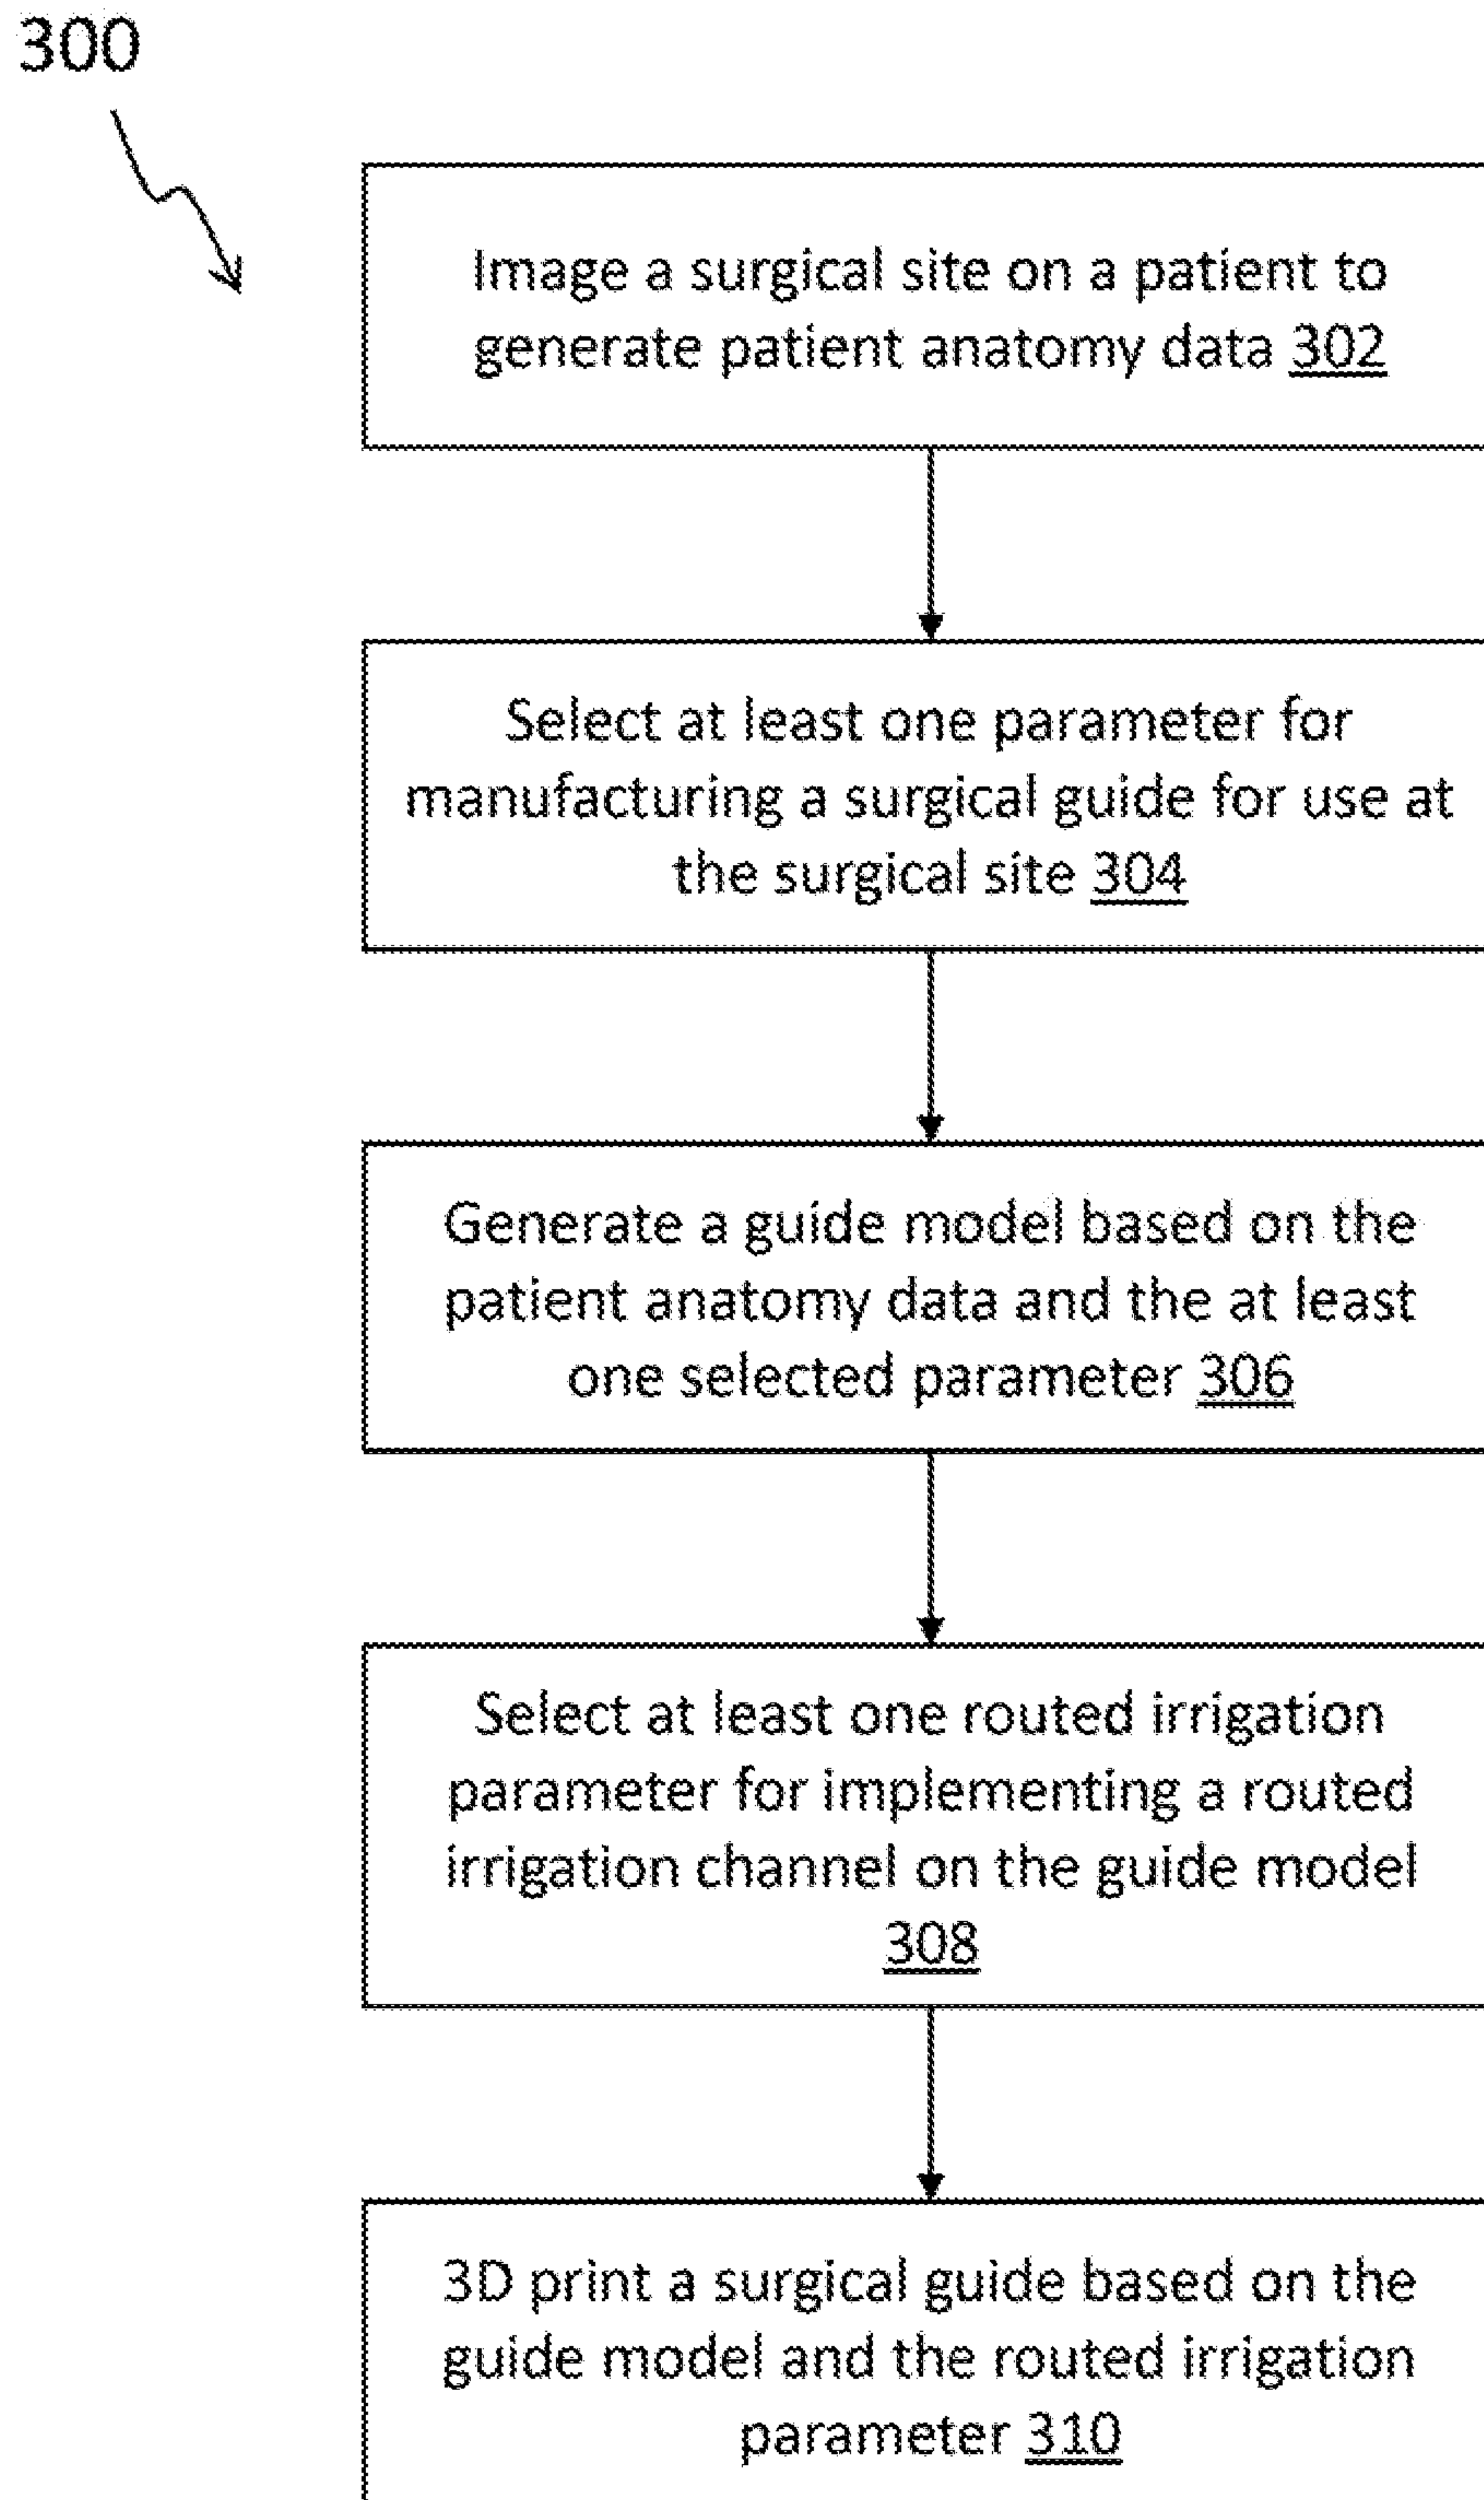 300
Image a surgical site on a patient to
generate patient anatomy data 302
Select at least one parameter for
manufacturing a surgical guide for use at
the surgical site 304
Generate a guide model based on the
patient anatomy data and the at least
one selected parameter 306
Select at least one routed irrigation
parameter for implementing a routed
irrigation channel on the guide model
308
3D print a surgical guide based on the
guide model and the routed irrigation
parameter 310